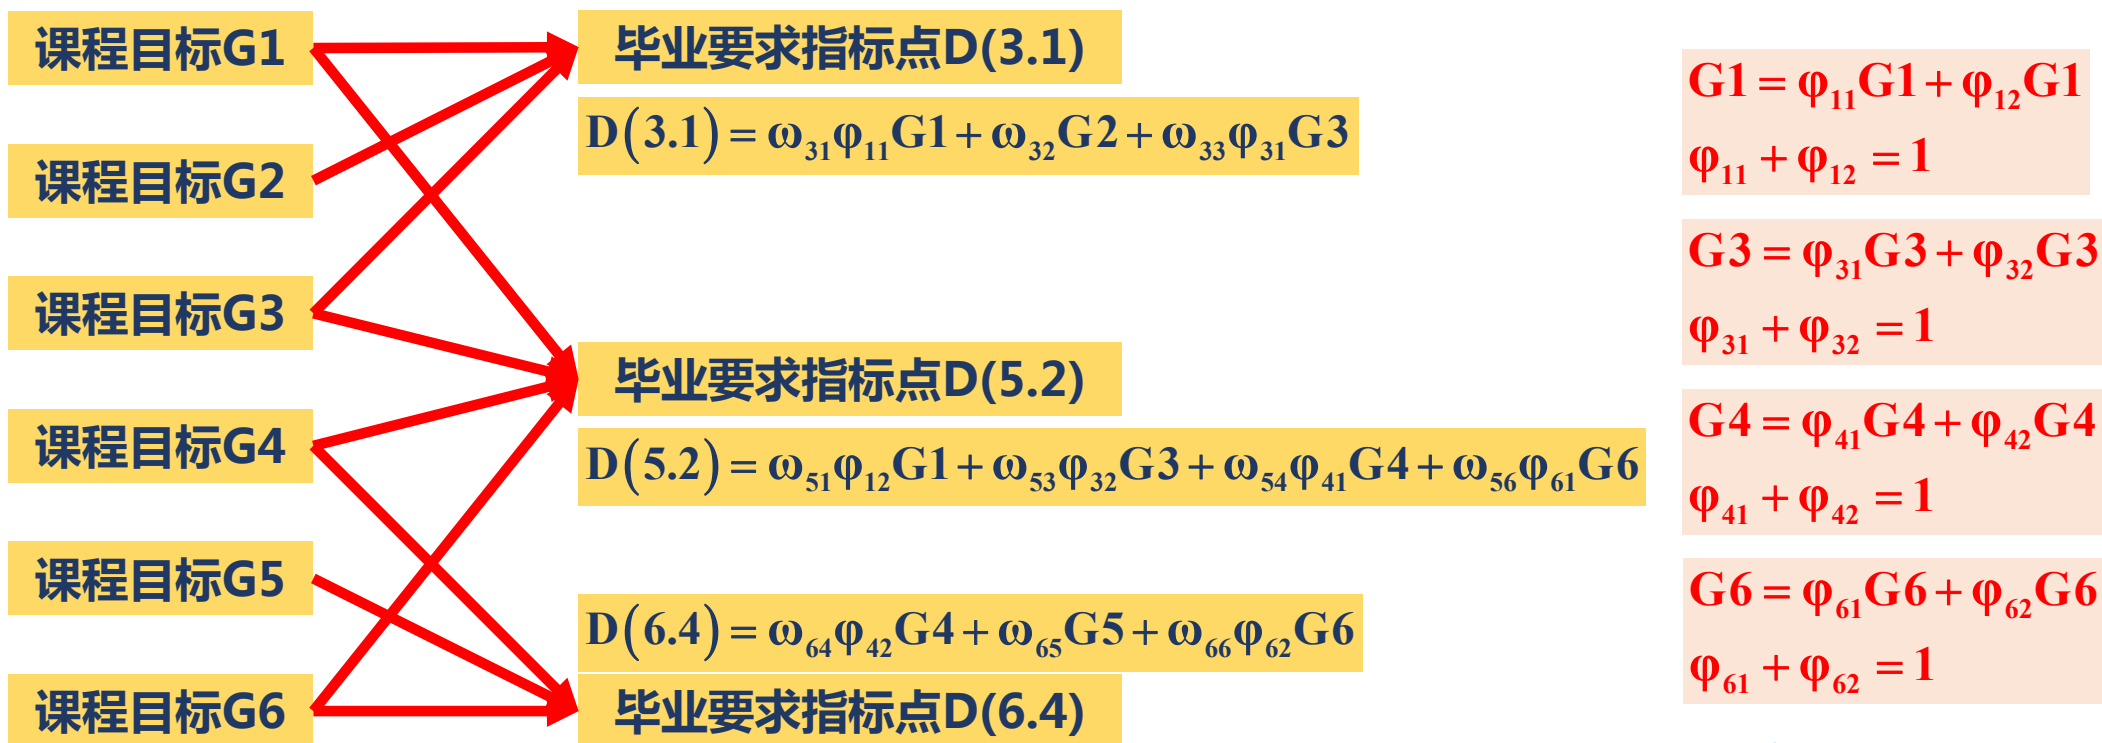 课程目标G1
课程目标G2
课程目标G3
课程目标G4
课程目标G5
课程目标G6
毕业要求指标点D(3.1)
D(3.1)=ω₃₁φ₁₁G1+ω₃₂G2+ω₃₃φ₃₁G3
毕业要求指标点D(5.2)
D(5.2)=ω₅₁φ₁₂G1+ω₅₃φ₃₂G3+ω₅₄φ₄₁G4+ω₅₆φ₆₁G6
D(6.4)=ω₆₄φ₄₂G4+ω₆₅G5+ω₆₆φ₆₂G6
毕业要求指标点D(6.4)
G1=φ₁₁G1+φ₁₂G1
φ₁₁+φ₁₂=1
G3=φ₃₁G3+φ₃₂G3
φ₃₁+φ₃₂=1
G4=φ₄₁G4+φ₄₂G4
φ₄₁+φ₄₂=1
G6=φ₆₁G6+φ₆₂G6
φ₆₁+φ₆₂=1